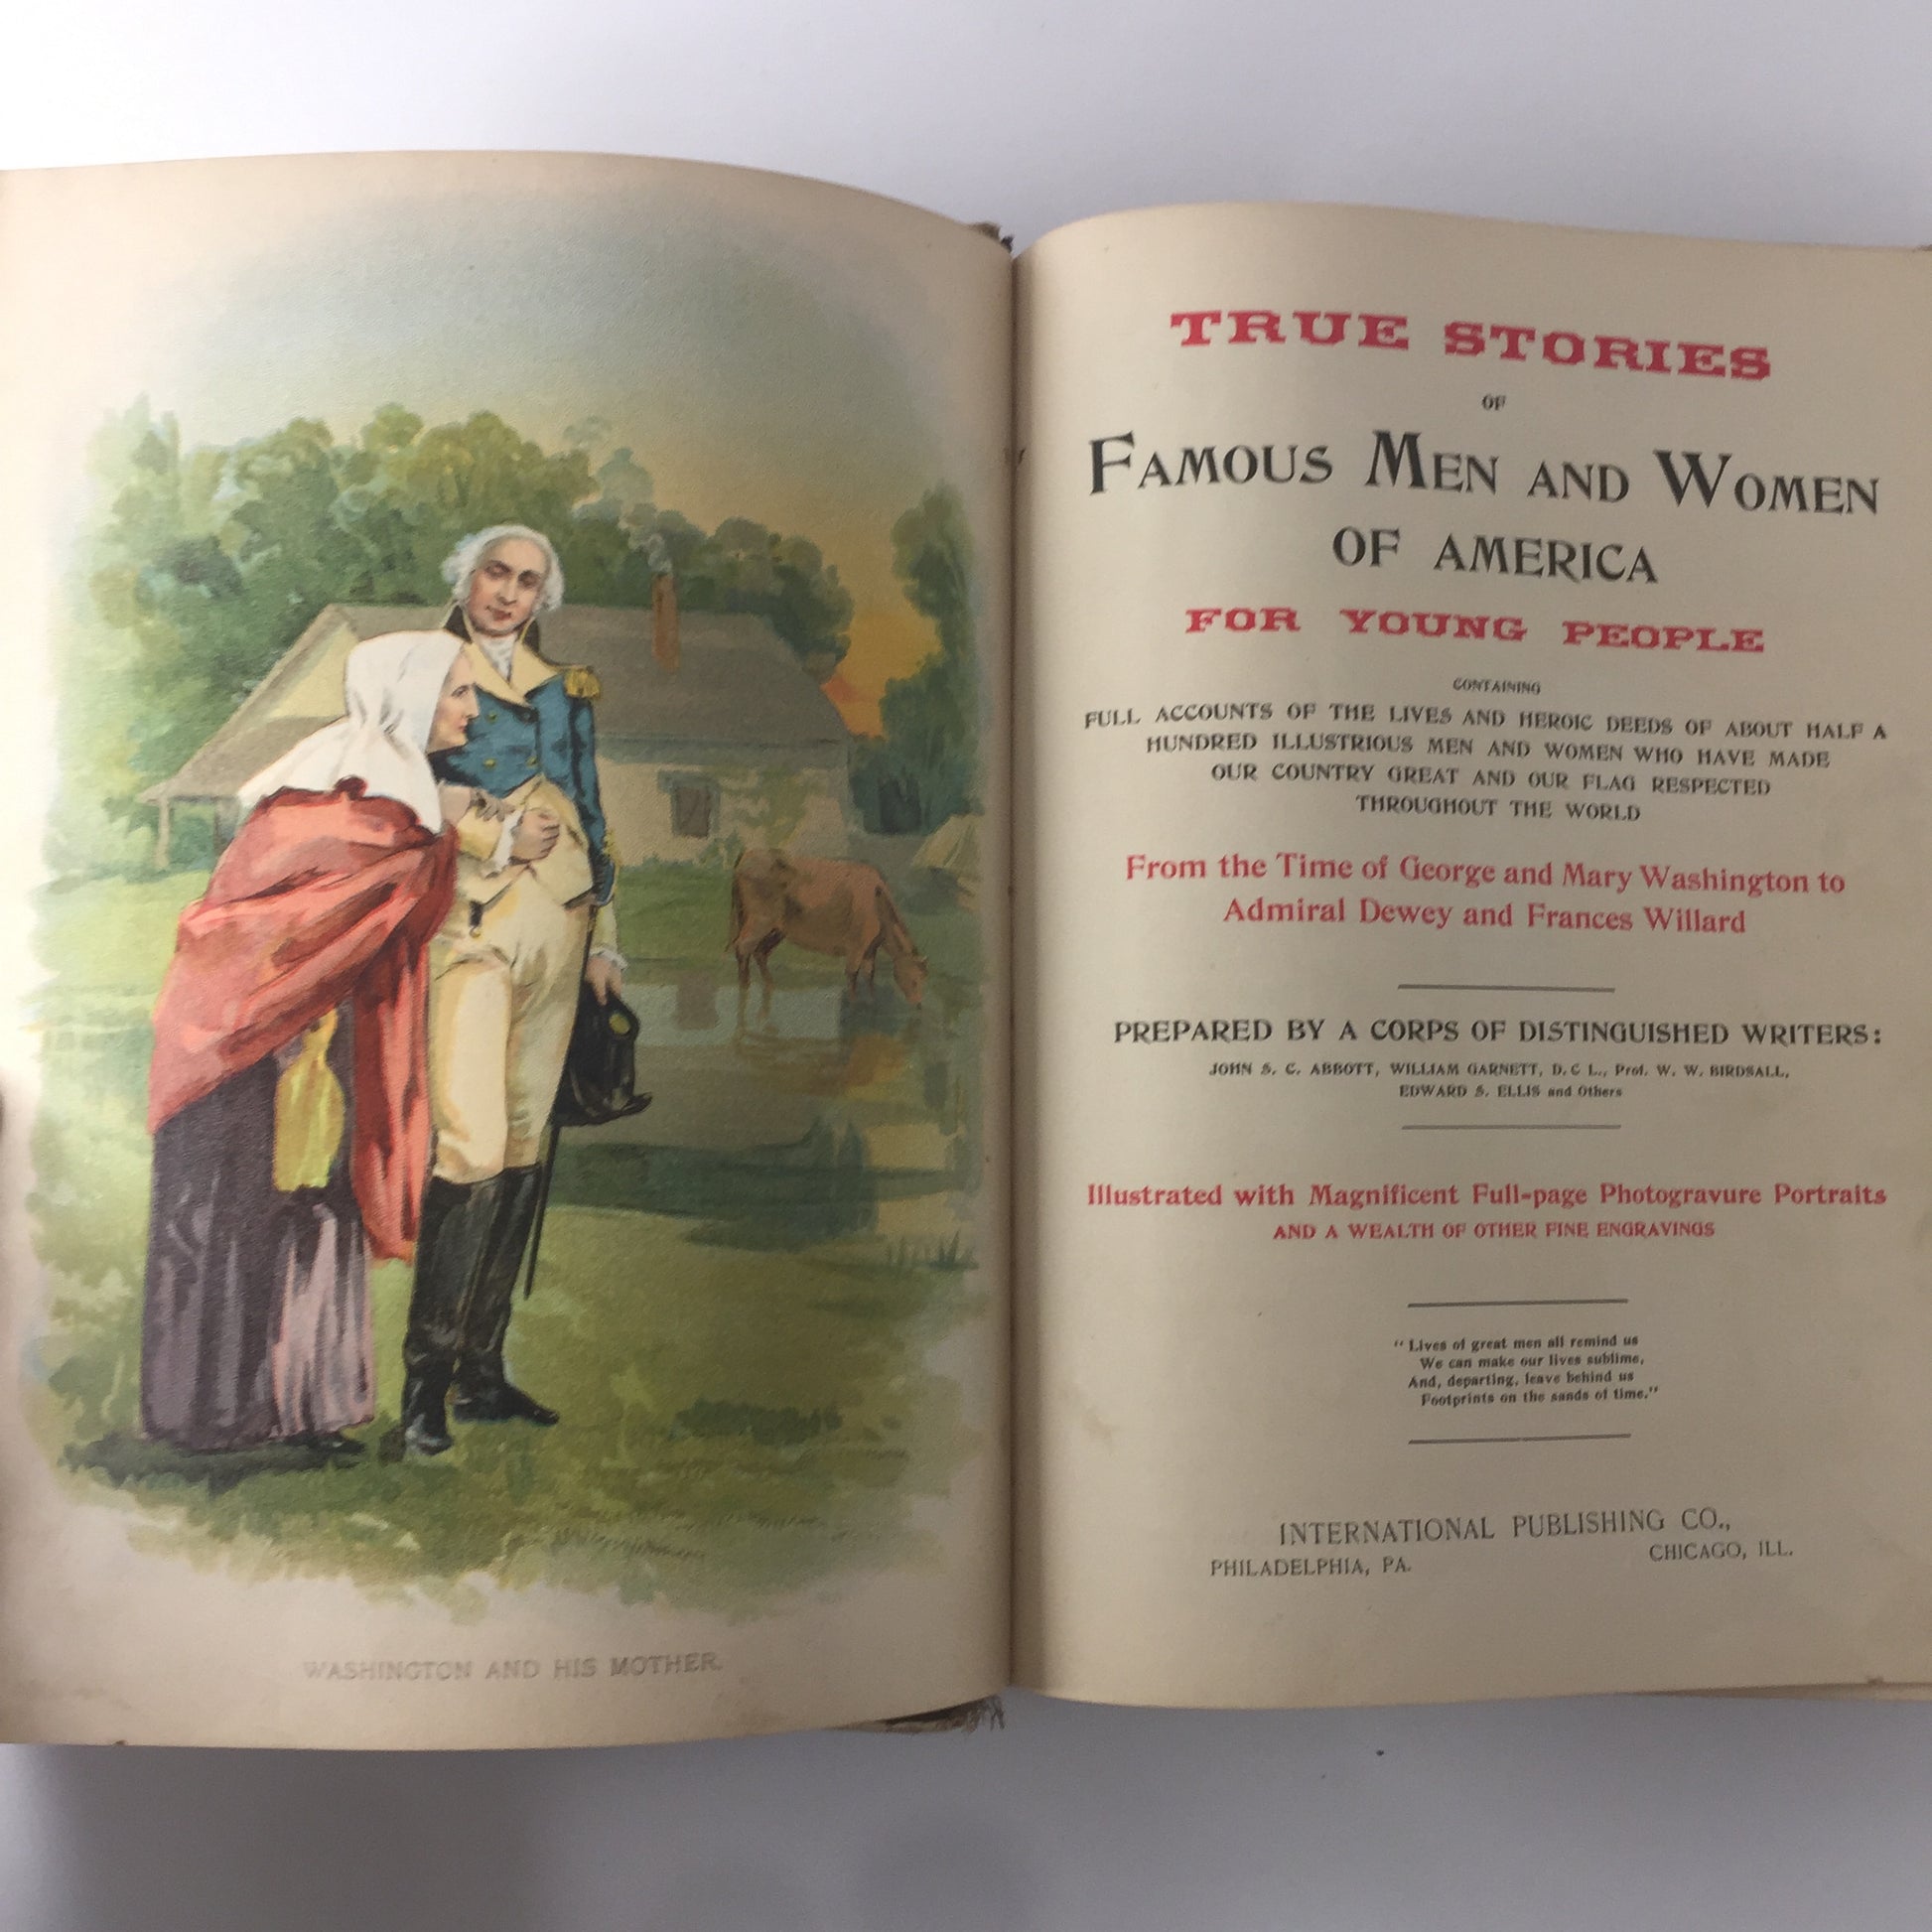 WASHINGTON AND HIS MOTHER.
TRUE STORIES
OF
FAMOUS MEN AND WOMEN
OF AMERICA
FOR YOUNG PEOPLE
CONTAINING
FULL ACCOUNTS OF THE LIVES AND HEROIC DEEDS OF ABOUT HALF A
HUNDRED ILLUSTRIOUS MEN AND WOMEN WHO HAVE MADE
OUR COUNTRY GREAT AND OUR FLAG RESPECTED
THROUGHOUT THE WORLD
From the Time of George and Mary Washington to
Admiral Dewey and Frances Willard
PREPARED BY A CORPS OF DISTINGUISHED WRITERS:
JOHN S. C. ABBOTT, WILLIAM GARNETT, D. C L., Prof. W. W. BIRDSALL,
EDWARD S. ELLIS and Others
Illustrated with Magnificent Full-page Photogravure Portraits
AND A WEALTH OF OTHER FINE ENGRAVINGS
"Lives of great men all remind us
We can make our lives sublime,
And, departing, leave behind us
Footprints on the sands of time."
INTERNATIONAL PUBLISHING CO.,
PHILADELPHIA, PA. CHICAGO, ILL.